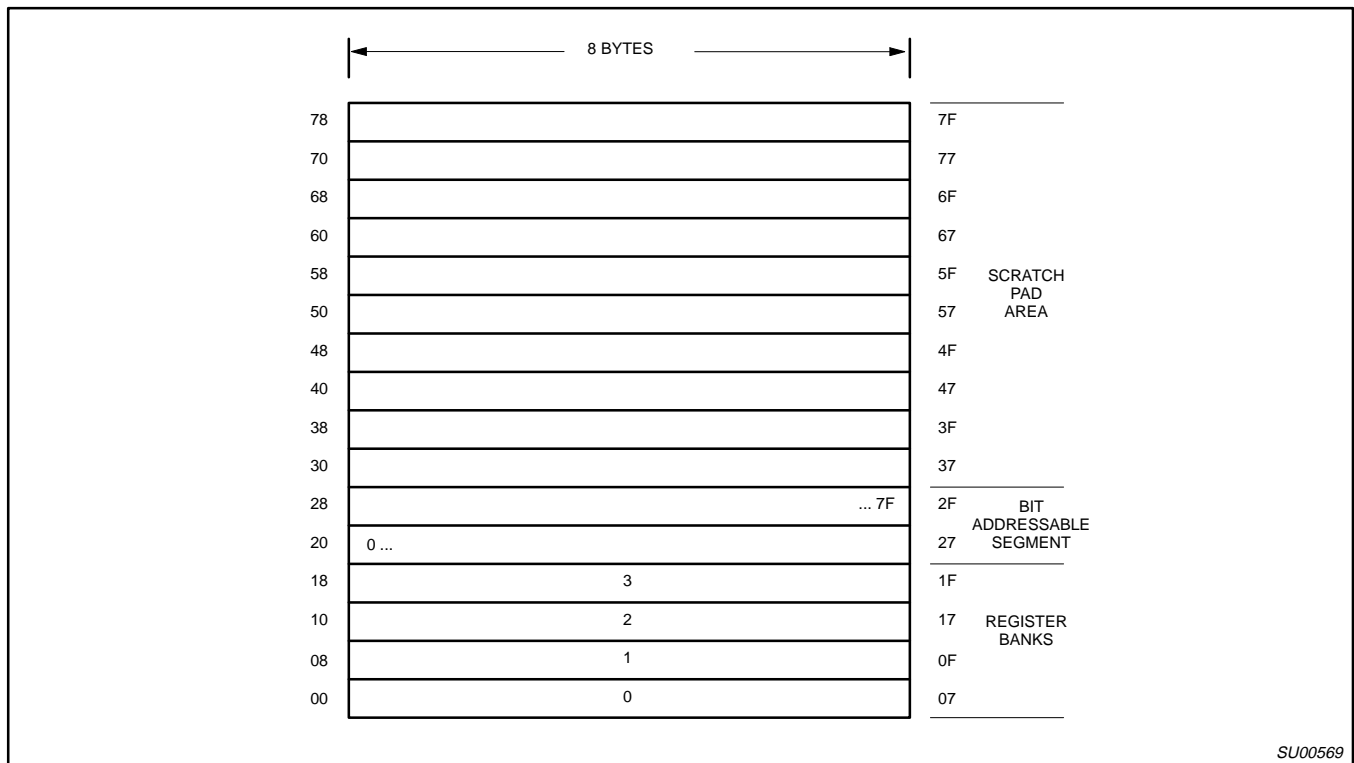 8 BYTES
78 7F
70 77
68 6F
60 67
58 5F SCRATCH
PAD
50 57 AREA
48 4F
40 47
38 3F
30 37
28 ... 7F 2F BIT
ADDRESSABLE
20 0 ... 27 SEGMENT
18 3 1F
10 2 17 REGISTER
BANKS
08 1 0F
00 0 07
SU00569